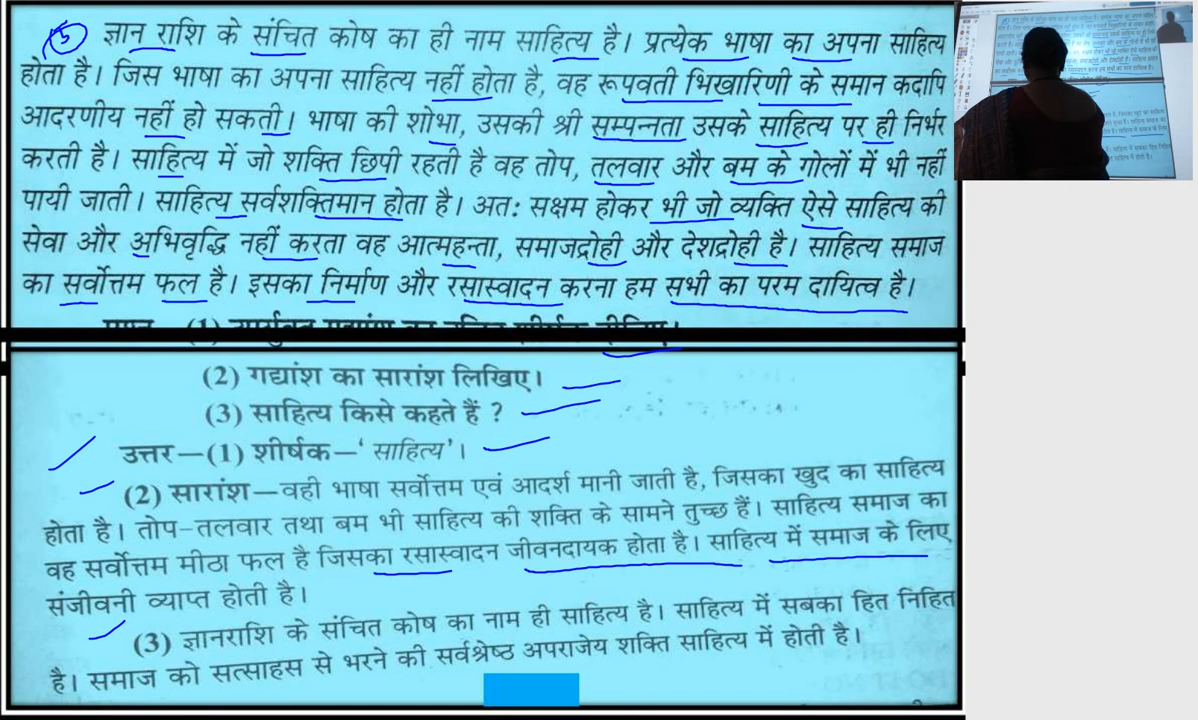 5 ज्ञान राशि के संचित कोष का ही नाम साहित्य है। प्रत्येक भाषा का अपना साहित्य
होता है। जिस भाषा का अपना साहित्य नहीं होता है, वह रूपवती भिखारिणी के समान कदापि
आदरणीय नहीं हो सकती। भाषा की शोभा, उसकी श्री सम्पन्नता उसके साहित्य पर ही निर्भर
करती है। साहित्य में जो शक्ति छिपी रहती है वह तोप, तलवार और बम के गोलों में भी नहीं
पायी जाती। साहित्य सर्वशक्तिमान होता है। अतः सक्षम होकर भी जो व्यक्ति ऐसे साहित्य की
सेवा और अभिवृद्धि नहीं करता वह आत्महन्ता, समाजद्रोही और देशद्रोही है। साहित्य समाज
का सर्वोत्तम फल है। इसका निर्माण और रसास्वादन करना हम सभी का परम दायित्व है।
(2) गद्यांश का सारांश लिखिए।
(3) साहित्य किसे कहते हैं ?
उत्तर—(1) शीर्षक—‘साहित्य’।
(2) सारांश—वही भाषा सर्वोत्तम एवं आदर्श मानी जाती है, जिसका खुद का साहित्य
होता है। तोप-तलवार तथा बम भी साहित्य की शक्ति के सामने तुच्छ हैं। साहित्य समाज का
वह सर्वोत्तम मीठा फल है जिसका रसास्वादन जीवनदायक होता है। साहित्य में समाज के लिए
संजीवनी व्याप्त होती है।
(3) ज्ञानराशि के संचित कोष का नाम ही साहित्य है। साहित्य में सबका हित निहित
है। समाज को सत्साहस से भरने की सर्वश्रेष्ठ अपराजेय शक्ति साहित्य में होती है।